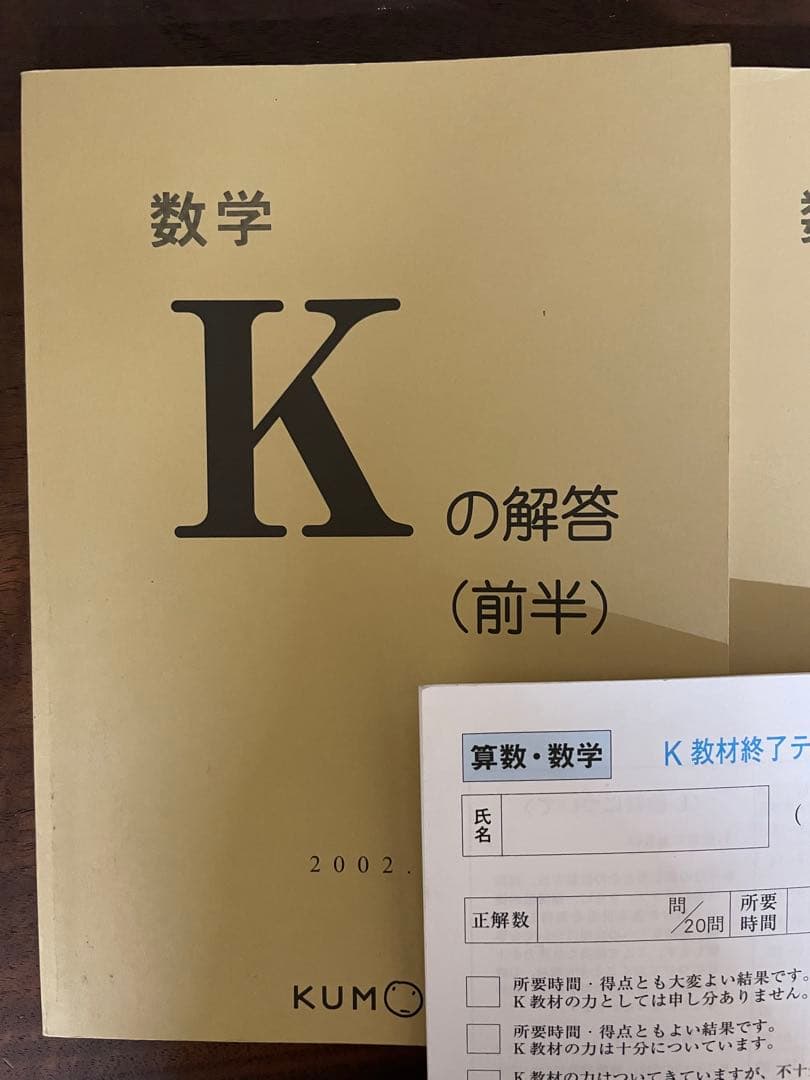 数学
K
の解答
（前半）
2002.
KUMO
算数・数学
K 教材終了テ
氏名
（
正解数
問／20問
所要時間
所要時間・得点とも大変よい結果です。
K教材の力としては申し分ありません。
所要時間・得点ともよい結果です。
K教材の力は十分についています。
K教材の力はついてきていますが、不十